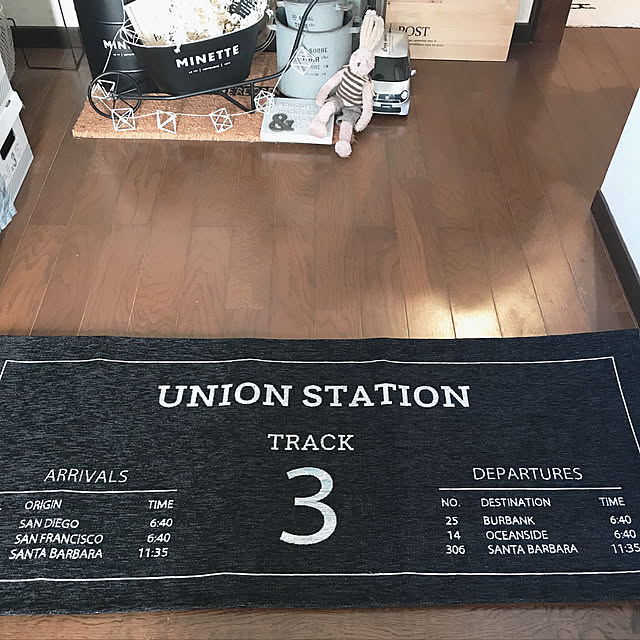 MINETTE
POST
&
UNION STATION
TRACK
3
ARRIVALS
ORIGIN TIME
SAN DIEGO 6:40
SAN FRANCISCO 6:40
SANTA BARBARA 11:35
DEPARTURES
NO. DESTINATION TIME
25 BURBANK 6:40
14 OCEANSIDE 6:40
306 SANTA BARBARA 11:35